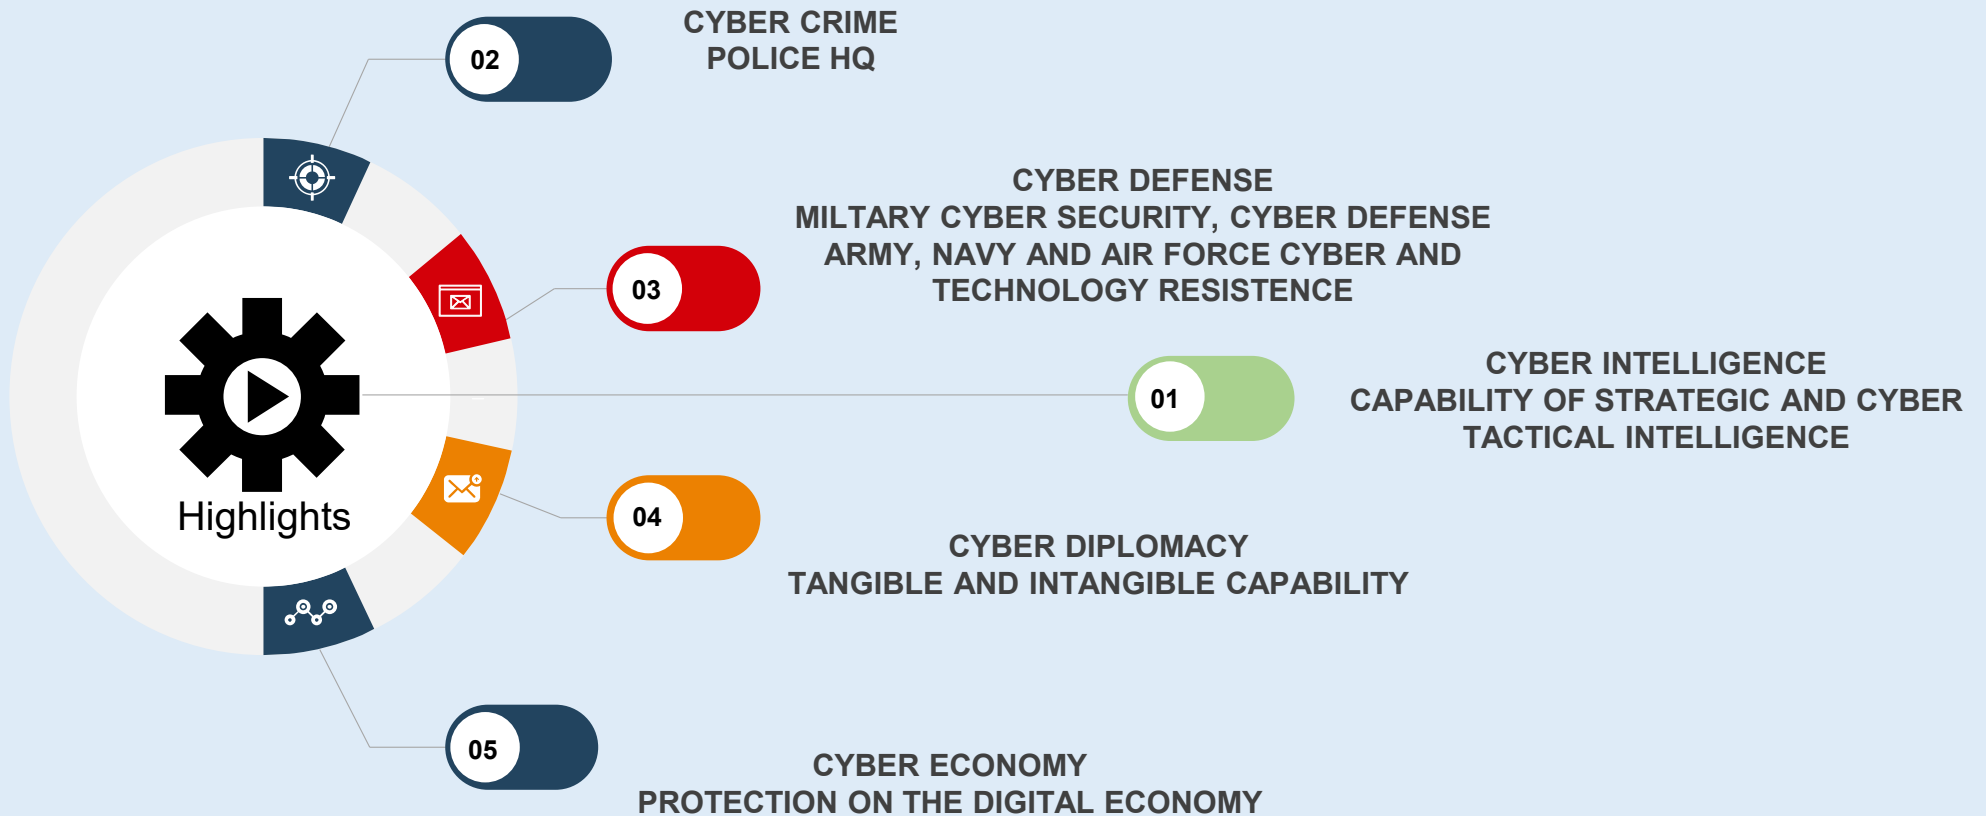 02
CYBER CRIME
POLICE HQ
CYBER DEFENSE
MILTARY CYBER SECURITY, CYBER DEFENSE
ARMY, NAVY AND AIR FORCE CYBER AND
TECHNOLOGY RESISTENCE
03
01
CYBER INTELLIGENCE
CAPABILITY OF STRATEGIC AND CYBER
TACTICAL INTELLIGENCE
Highlights
04
CYBER DIPLOMACY
TANGIBLE AND INTANGIBLE CAPABILITY
05
CYBER ECONOMY
PROTECTION ON THE DIGITAL ECONOMY